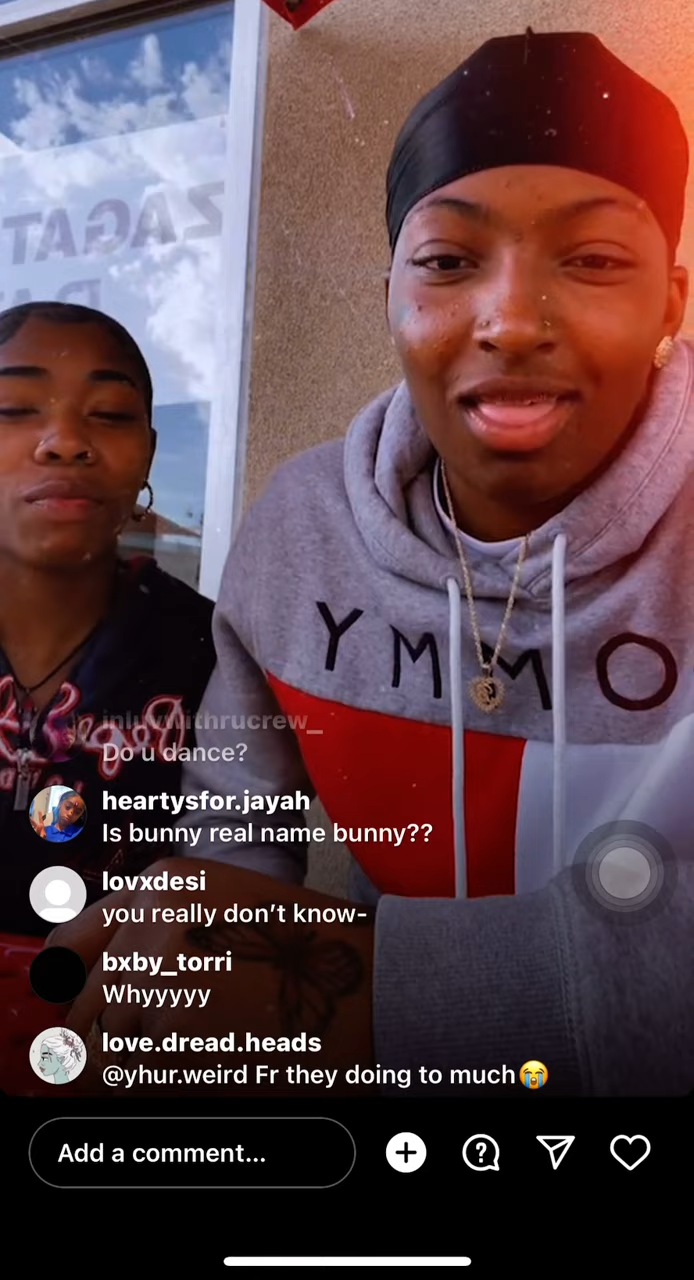 ZAGAT
YMMO
inluvwithrucrew_
Do u dance?
heartysfor.jayah
Is bunny real name bunny??
lovxdesi
you really don’t know-
bxby_torri
Whyyyyy
love.dread.heads
@yhur.weird Fr they doing to much😭
Add a comment...